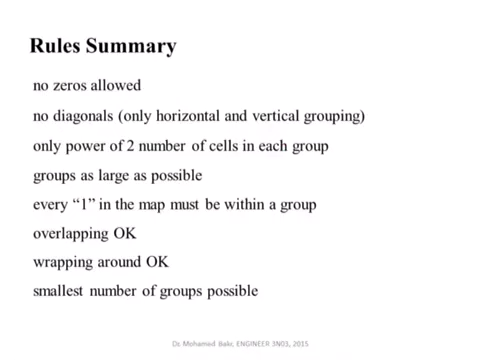 Rules Summary
no zeros allowed
no diagonals (only horizontal and vertical grouping)
only power of 2 number of cells in each group
groups as large as possible
every “1” in the map must be within a group
overlapping OK
wrapping around OK
smallest number of groups possible
Dr. Mohamed Bakr, ENGINEER 3N03, 2015